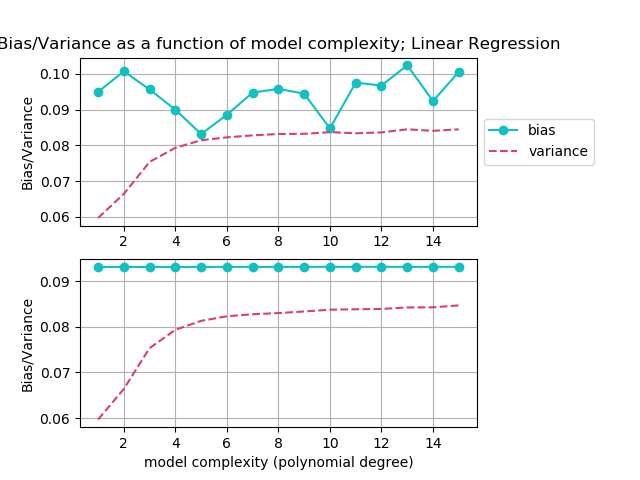 Bias/Variance as a function of model complexity; Linear Regression
0.10
0.09
0.08
0.07
0.06
Bias/Variance
2 4 6 8 10 12 14
bias
variance
0.09
0.08
0.07
0.06
Bias/Variance
2 4 6 8 10 12 14
model complexity (polynomial degree)